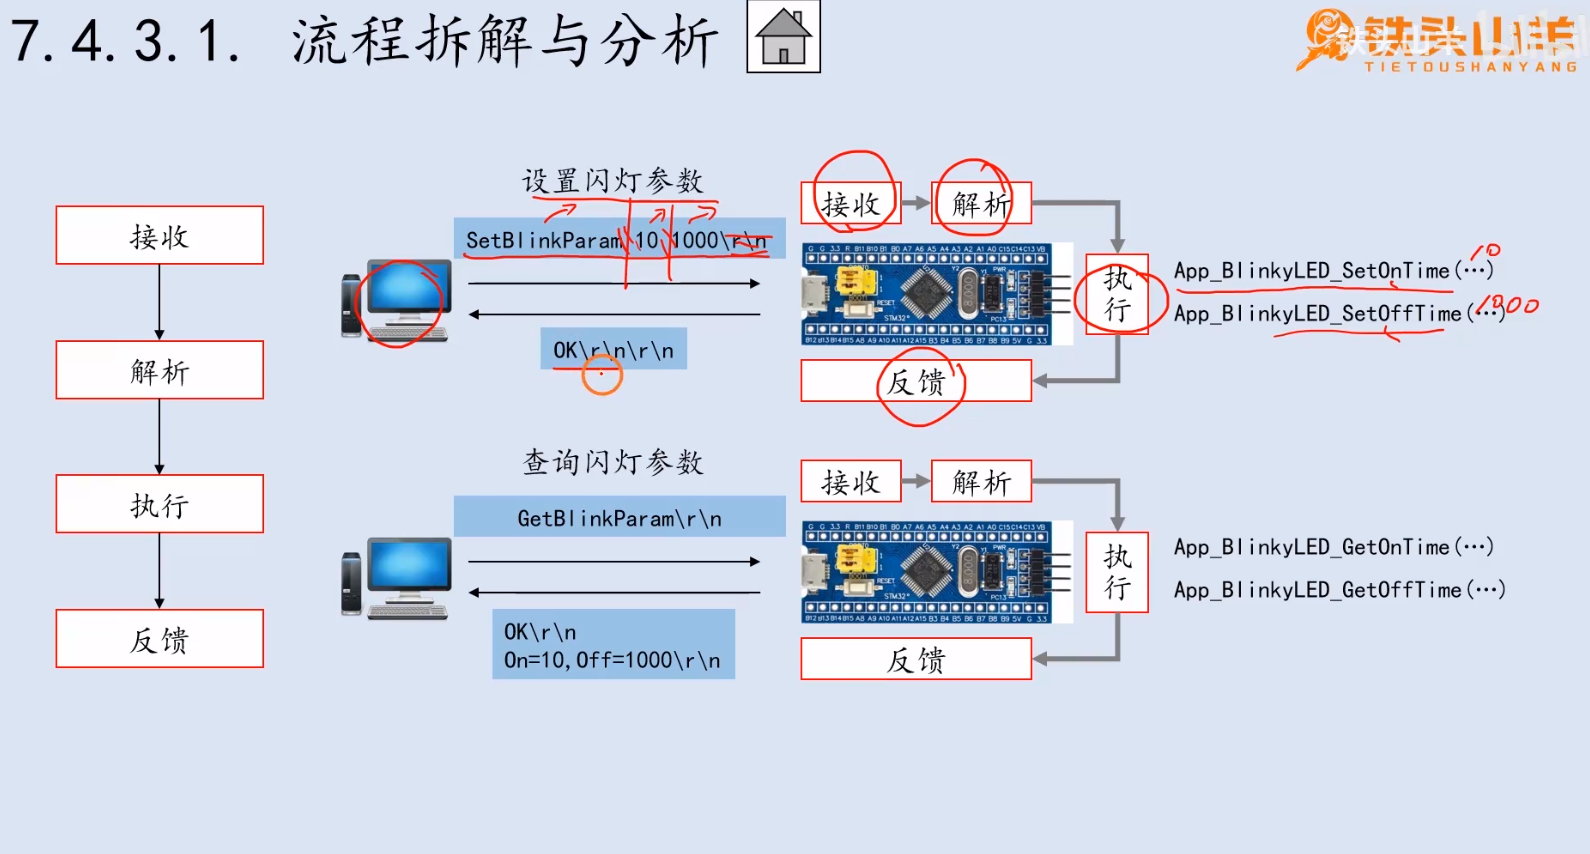 7.4.3.1. 流程拆解与分析
铁头山羊
TIETOUSHANYANG
接收
解析
执行
反馈
设置闪灯参数
SetBlinkParam,10,1000\r\n
OK\r\n\r\n
接收
解析
执行
反馈
App_BlinkyLED_SetOnTime(…)
10
App_BlinkyLED_SetOffTime(…)
1000
查询闪灯参数
GetBlinkParam\r\n
OK\r\n
On=10,Off=1000\r\n
接收
解析
执行
反馈
App_BlinkyLED_GetOnTime(…)
App_BlinkyLED_GetOffTime(…)